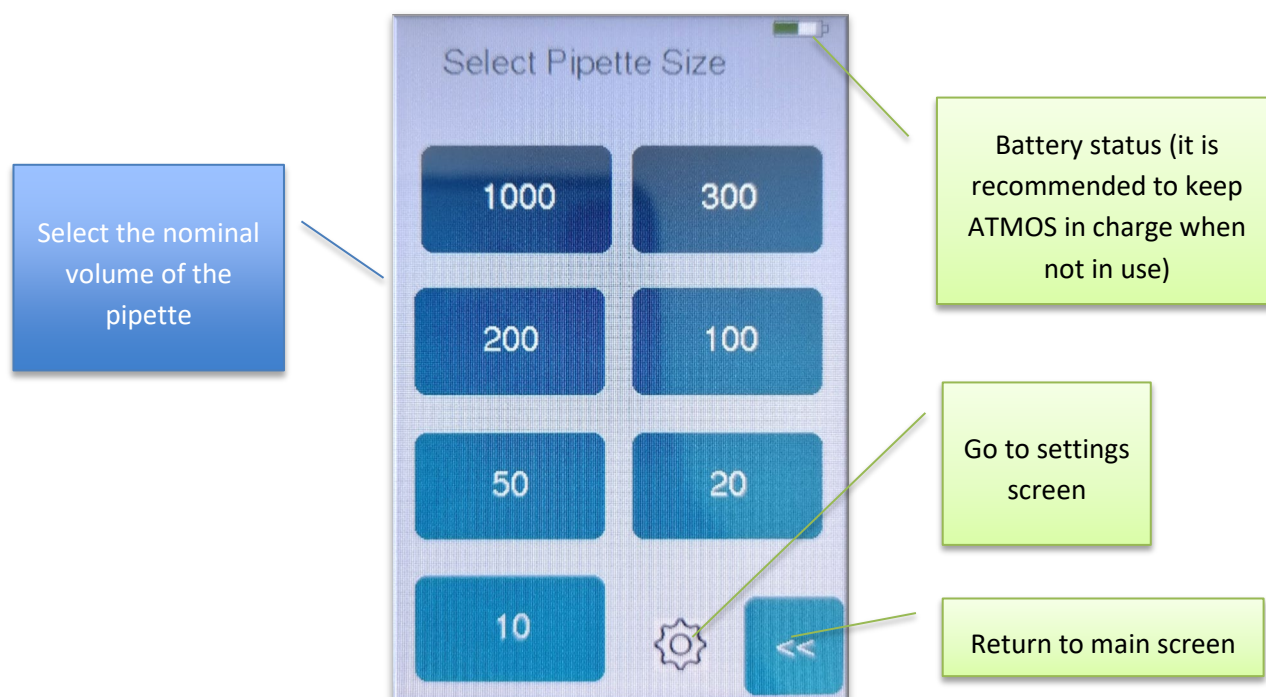 Select Pipette Size
1000
300
200
100
50
20
10
<<
Select the nominal
volume of the
pipette
Battery status (it is
recommended to keep
ATMOS in charge when
not in use)
Go to settings
screen
Return to main screen